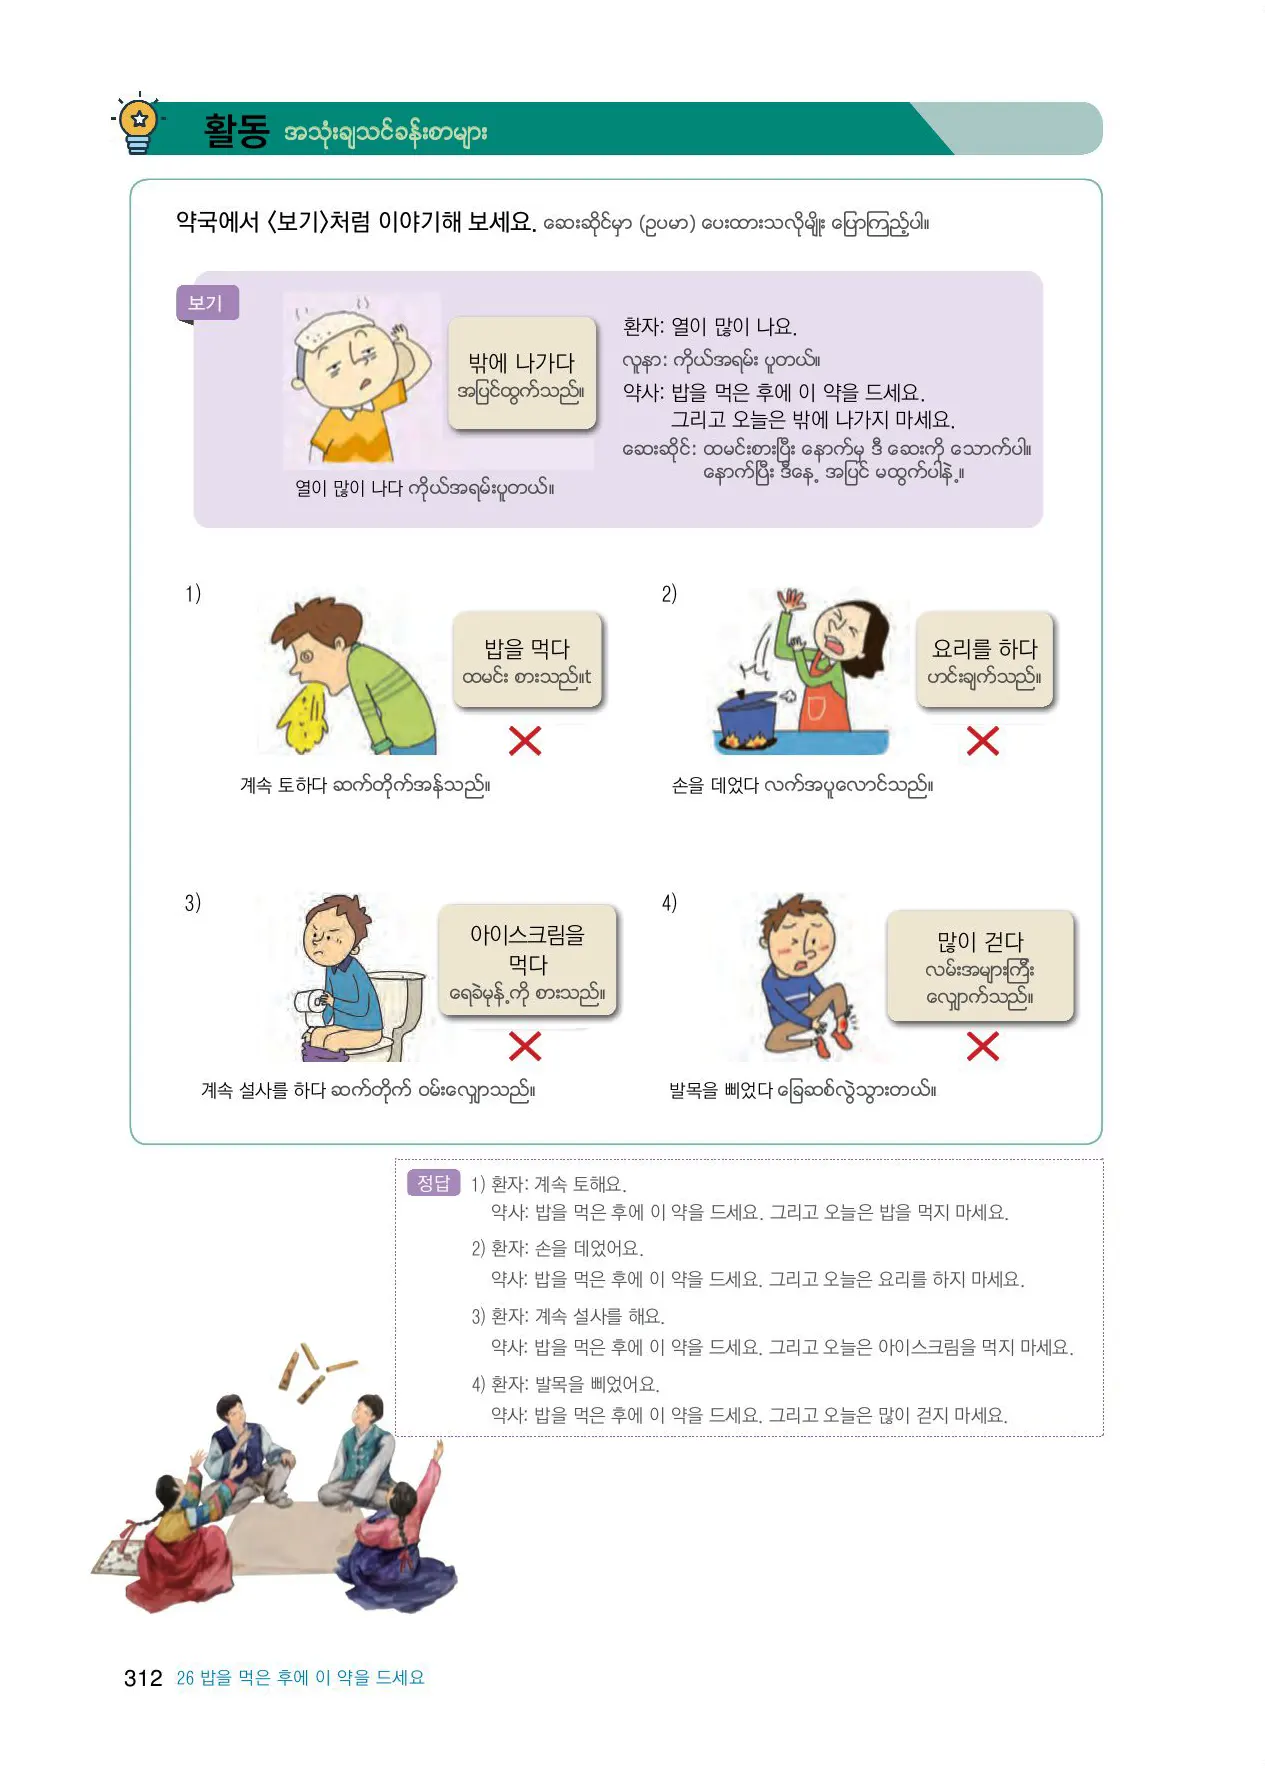 활동 အသုံးချသင်ခန်းစာများ
약국에서 〈보기〉처럼 이야기해 보세요. ဆေးဆိုင်မှာ (ဥပမာ) ပေးထားသလိုမျိုး ပြောကြည့်ပါ။
보기
밖에 나가다
အပြင်ထွက်သည်။
열이 많이 나다 ကိုယ်အရမ်းပူတယ်။
환자: 열이 많이 나요.
လူနာ: ကိုယ်အရမ်း ပူတယ်။
약사: 밥을 먹은 후에 이 약을 드세요.
그리고 오늘은 밖에 나가지 마세요.
ဆေးဆိုင်: ထမင်းစားပြီး နောက်မှ ဒီ ဆေးကို သောက်ပါ။
နောက်ပြီး ဒီနေ့ အပြင် မထွက်ပါနဲ့။
1)
밥을 먹다
ထမင်း စားသည်။t
계속 토하다 ဆက်တိုက်အန်သည်။
2)
요리를 하다
ဟင်းချက်သည်။
손을 데었다 လက်အပူလောင်သည်။
3)
아이스크림을
먹다
ရေခဲမုန့်ကို စားသည်။
계속 설사를 하다 ဆက်တိုက် ဝမ်းလျှောသည်။
4)
많이 걷다
လမ်းအများကြီး
လျှောက်သည်။
발목을 삐었다 ခြေဆစ်လွဲသွားတယ်။
정답 1) 환자: 계속 토해요.
약사: 밥을 먹은 후에 이 약을 드세요. 그리고 오늘은 밥을 먹지 마세요.
2) 환자: 손을 데었어요.
약사: 밥을 먹은 후에 이 약을 드세요. 그리고 오늘은 요리를 하지 마세요.
3) 환자: 계속 설사를 해요.
약사: 밥을 먹은 후에 이 약을 드세요. 그리고 오늘은 아이스크림을 먹지 마세요.
4) 환자: 발목을 삐었어요.
약사: 밥을 먹은 후에 이 약을 드세요. 그리고 오늘은 많이 걷지 마세요.
312 26 밥을 먹은 후에 이 약을 드세요